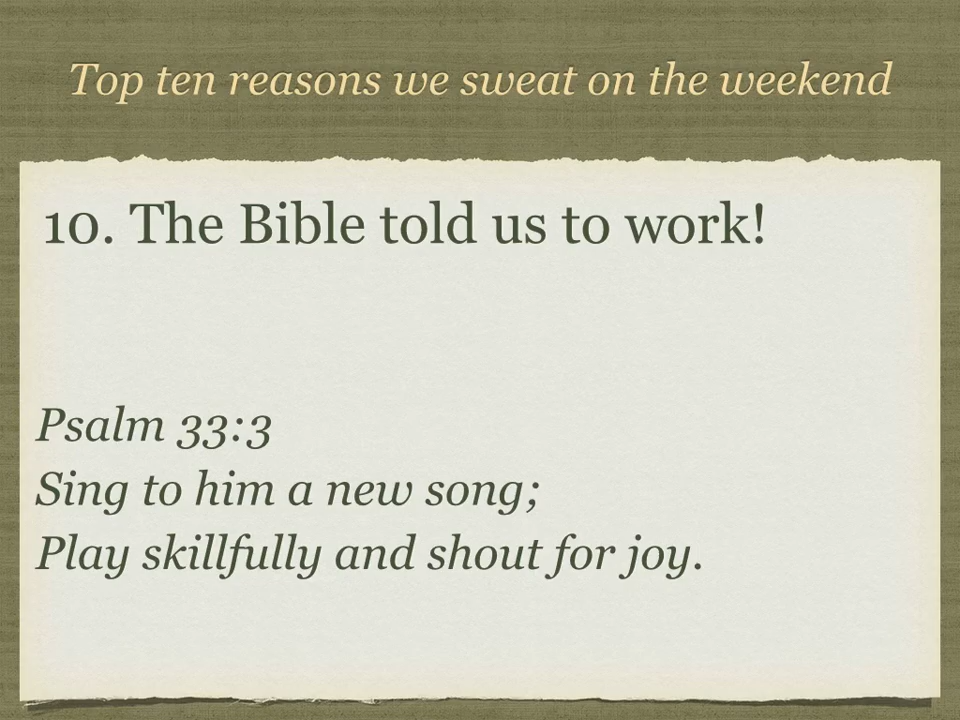 Top ten reasons we sweat on the weekend
10. The Bible told us to work!
Psalm 33:3
Sing to him a new song;
Play skillfully and shout for joy.